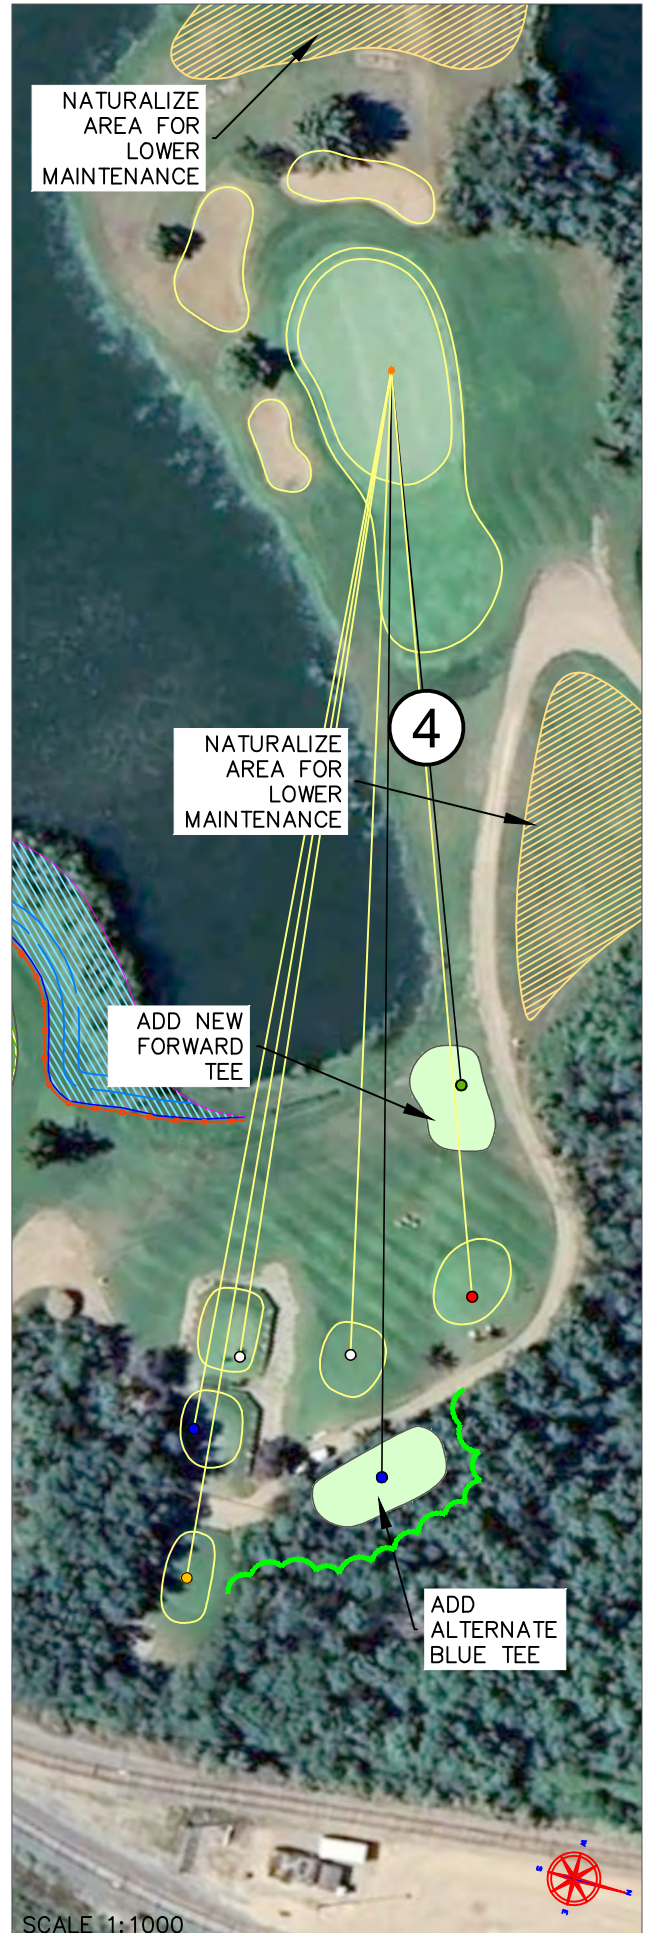 NATURALIZE
AREA FOR
LOWER
MAINTENANCE
4
NATURALIZE
AREA FOR
LOWER
MAINTENANCE
ADD NEW
FORWARD
TEE
ADD
ALTERNATE
BLUE TEE
W
S
N
E
SCALE 1:1000